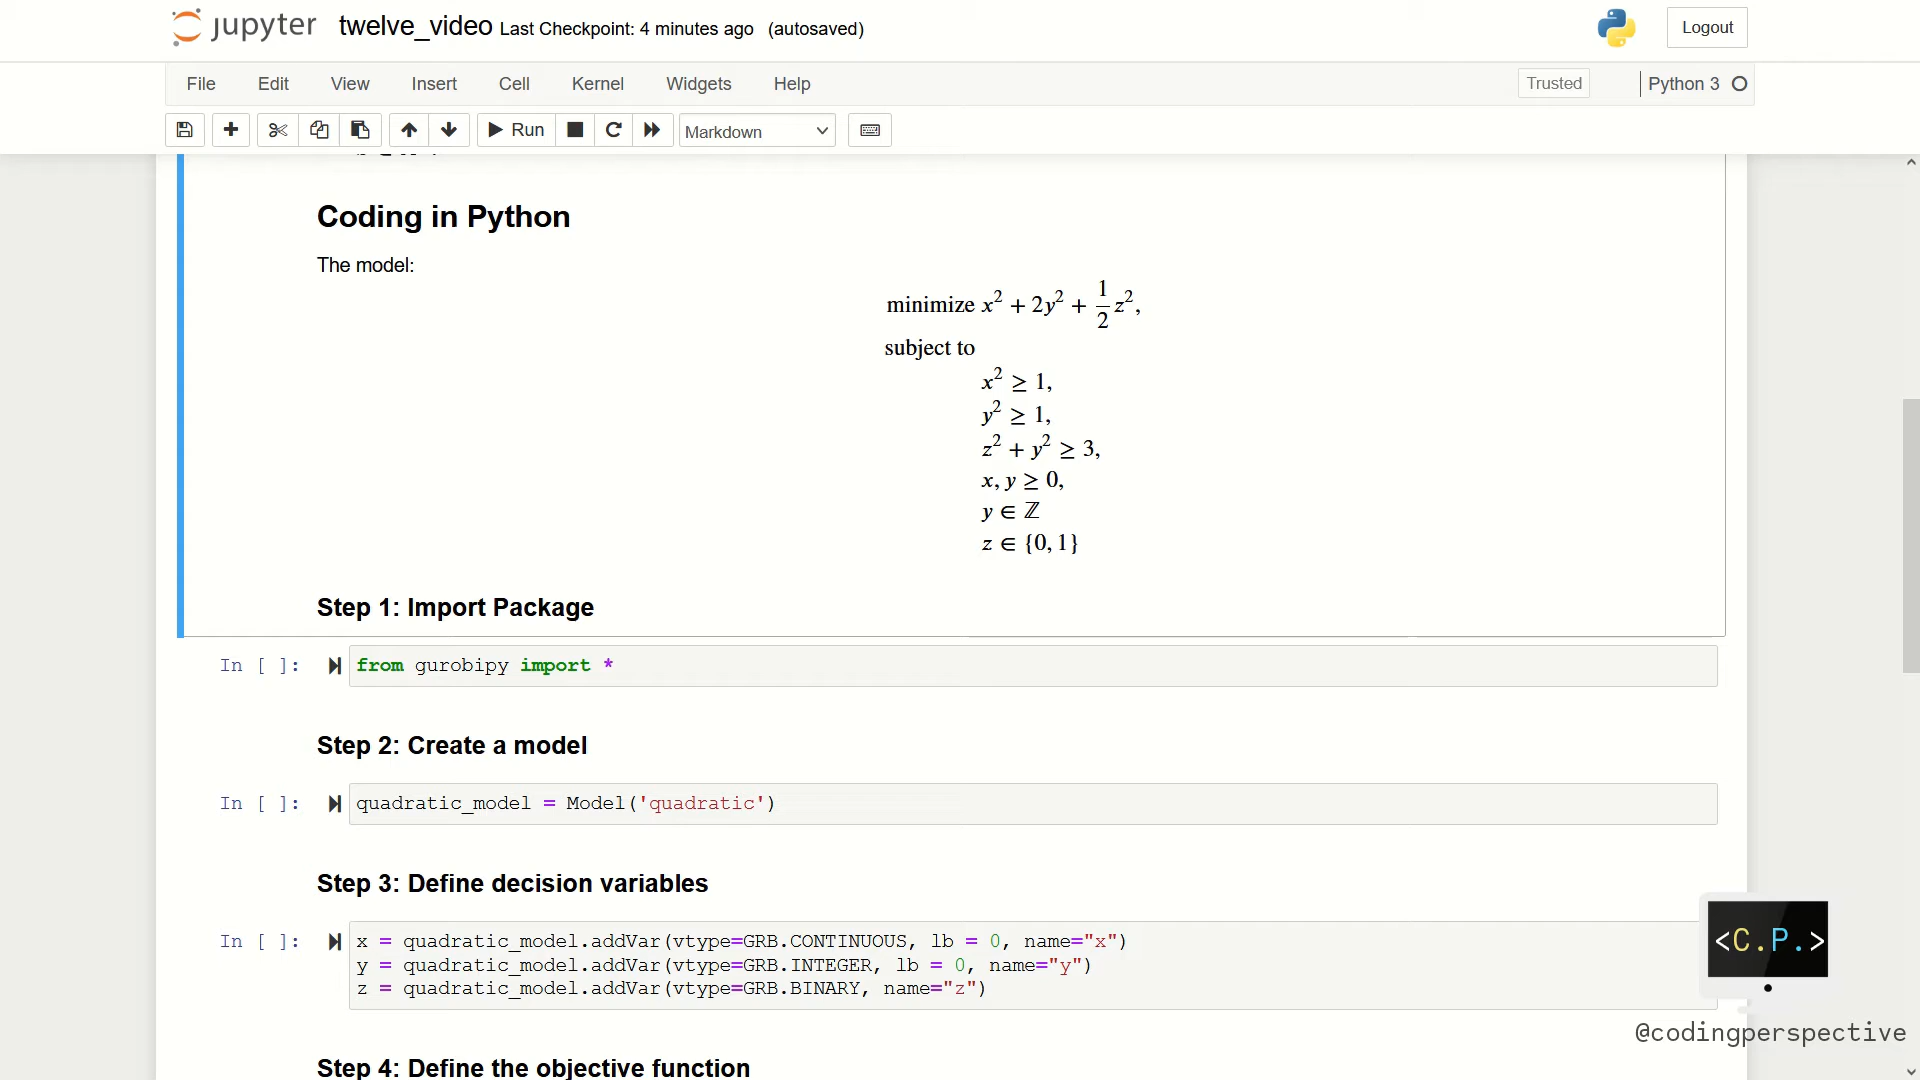 jupyter twelve_video Last Checkpoint: 4 minutes ago (autosaved) Logout
File Edit View Insert Cell Kernel Widgets Help Trusted Python 3
Run Markdown
Coding in Python
The model:
minimize x² + 2y² + 1/2 z²,
subject to
x² ≥ 1,
y² ≥ 1,
z² + y² ≥ 3,
x, y ≥ 0,
y ∈ ℤ
z ∈ {0, 1}
Step 1: Import Package
In [ ]: from gurobipy import *
Step 2: Create a model
In [ ]: quadratic_model = Model('quadratic')
Step 3: Define decision variables
In [ ]: x = quadratic_model.addVar(vtype=GRB.CONTINUOUS, lb = 0, name="x")
y = quadratic_model.addVar(vtype=GRB.INTEGER, lb = 0, name="y")
z = quadratic_model.addVar(vtype=GRB.BINARY, name="z")
<C.P.>
@codingperspective
Step 4: Define the objective function